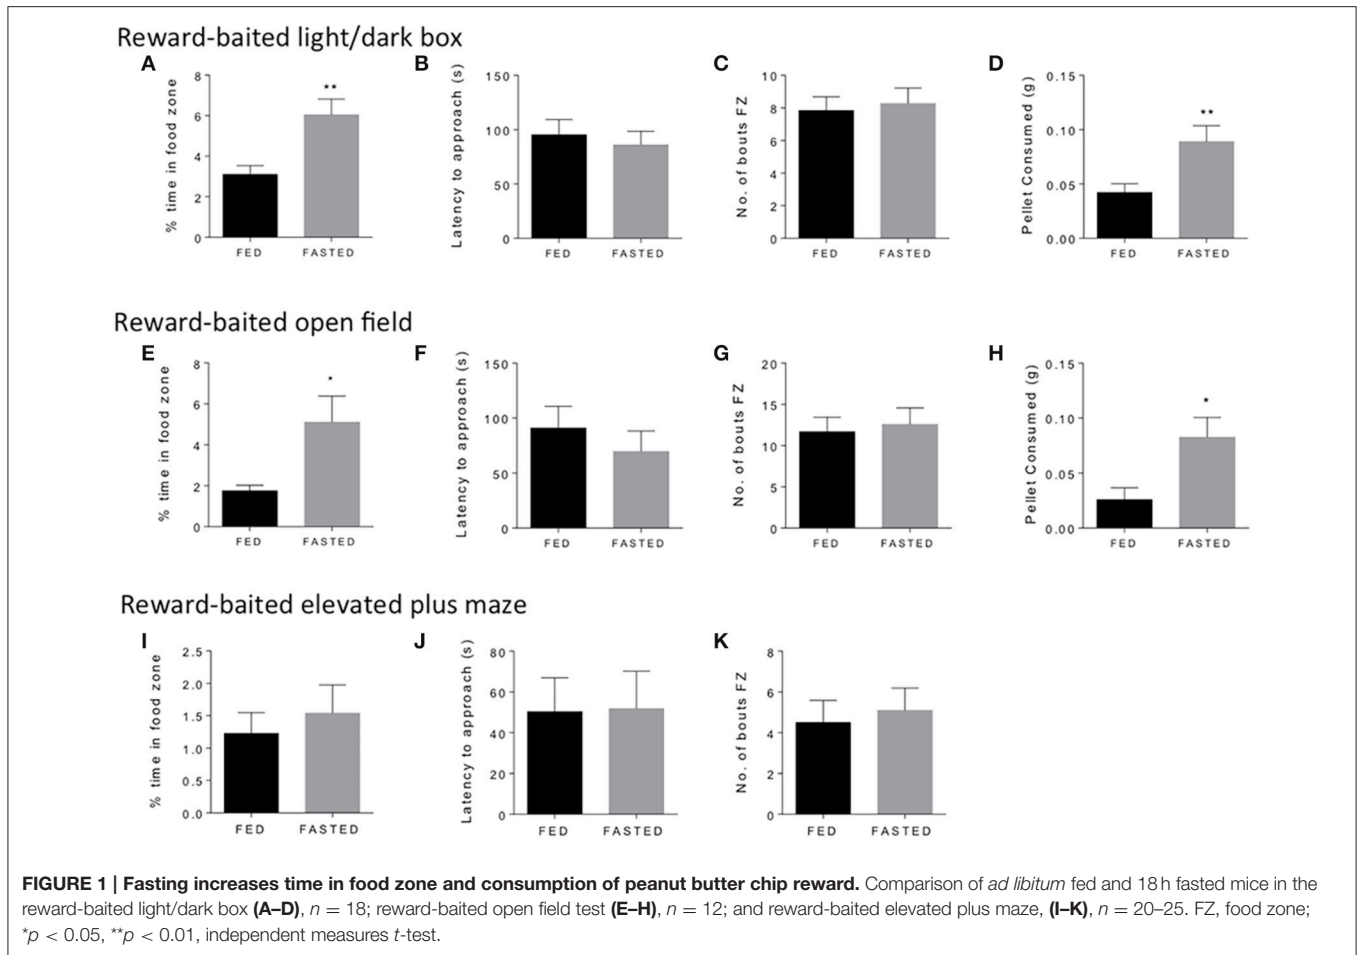 Reward-baited light/dark box
A
% time in food zone
8
6
4
2
0
**
FED
FASTED
B
Latency to approach (s)
150
100
50
0
FED
FASTED
C
No. of bouts FZ
10
8
6
4
2
0
FED
FASTED
D
Pellet Consumed (g)
0.15
0.10
0.05
0.00
**
FED
FASTED
Reward-baited open field
E
% time in food zone
8
6
4
2
0
*
FED
FASTED
F
Latency to approach (s)
150
100
50
0
FED
FASTED
G
No. of bouts FZ
20
15
10
5
0
FED
FASTED
H
Pellet Consumed (g)
0.15
0.10
0.05
0.00
*
FED
FASTED
Reward-baited elevated plus maze
I
% time in food zone
2.5
2.0
1.5
1.0
0.5
0.0
FED
FASTED
J
Latency to approach (s)
80
60
40
20
0
FED
FASTED
K
No. of bouts FZ
8
6
4
2
0
FED
FASTED
FIGURE 1 | Fasting increases time in food zone and consumption of peanut butter chip reward. Comparison of ad libitum fed and 18 h fasted mice in the
reward-baited light/dark box (A–D), n = 18; reward-baited open field test (E–H), n = 12; and reward-baited elevated plus maze, (I–K), n = 20–25. FZ, food zone;
*p < 0.05, **p < 0.01, independent measures t-test.